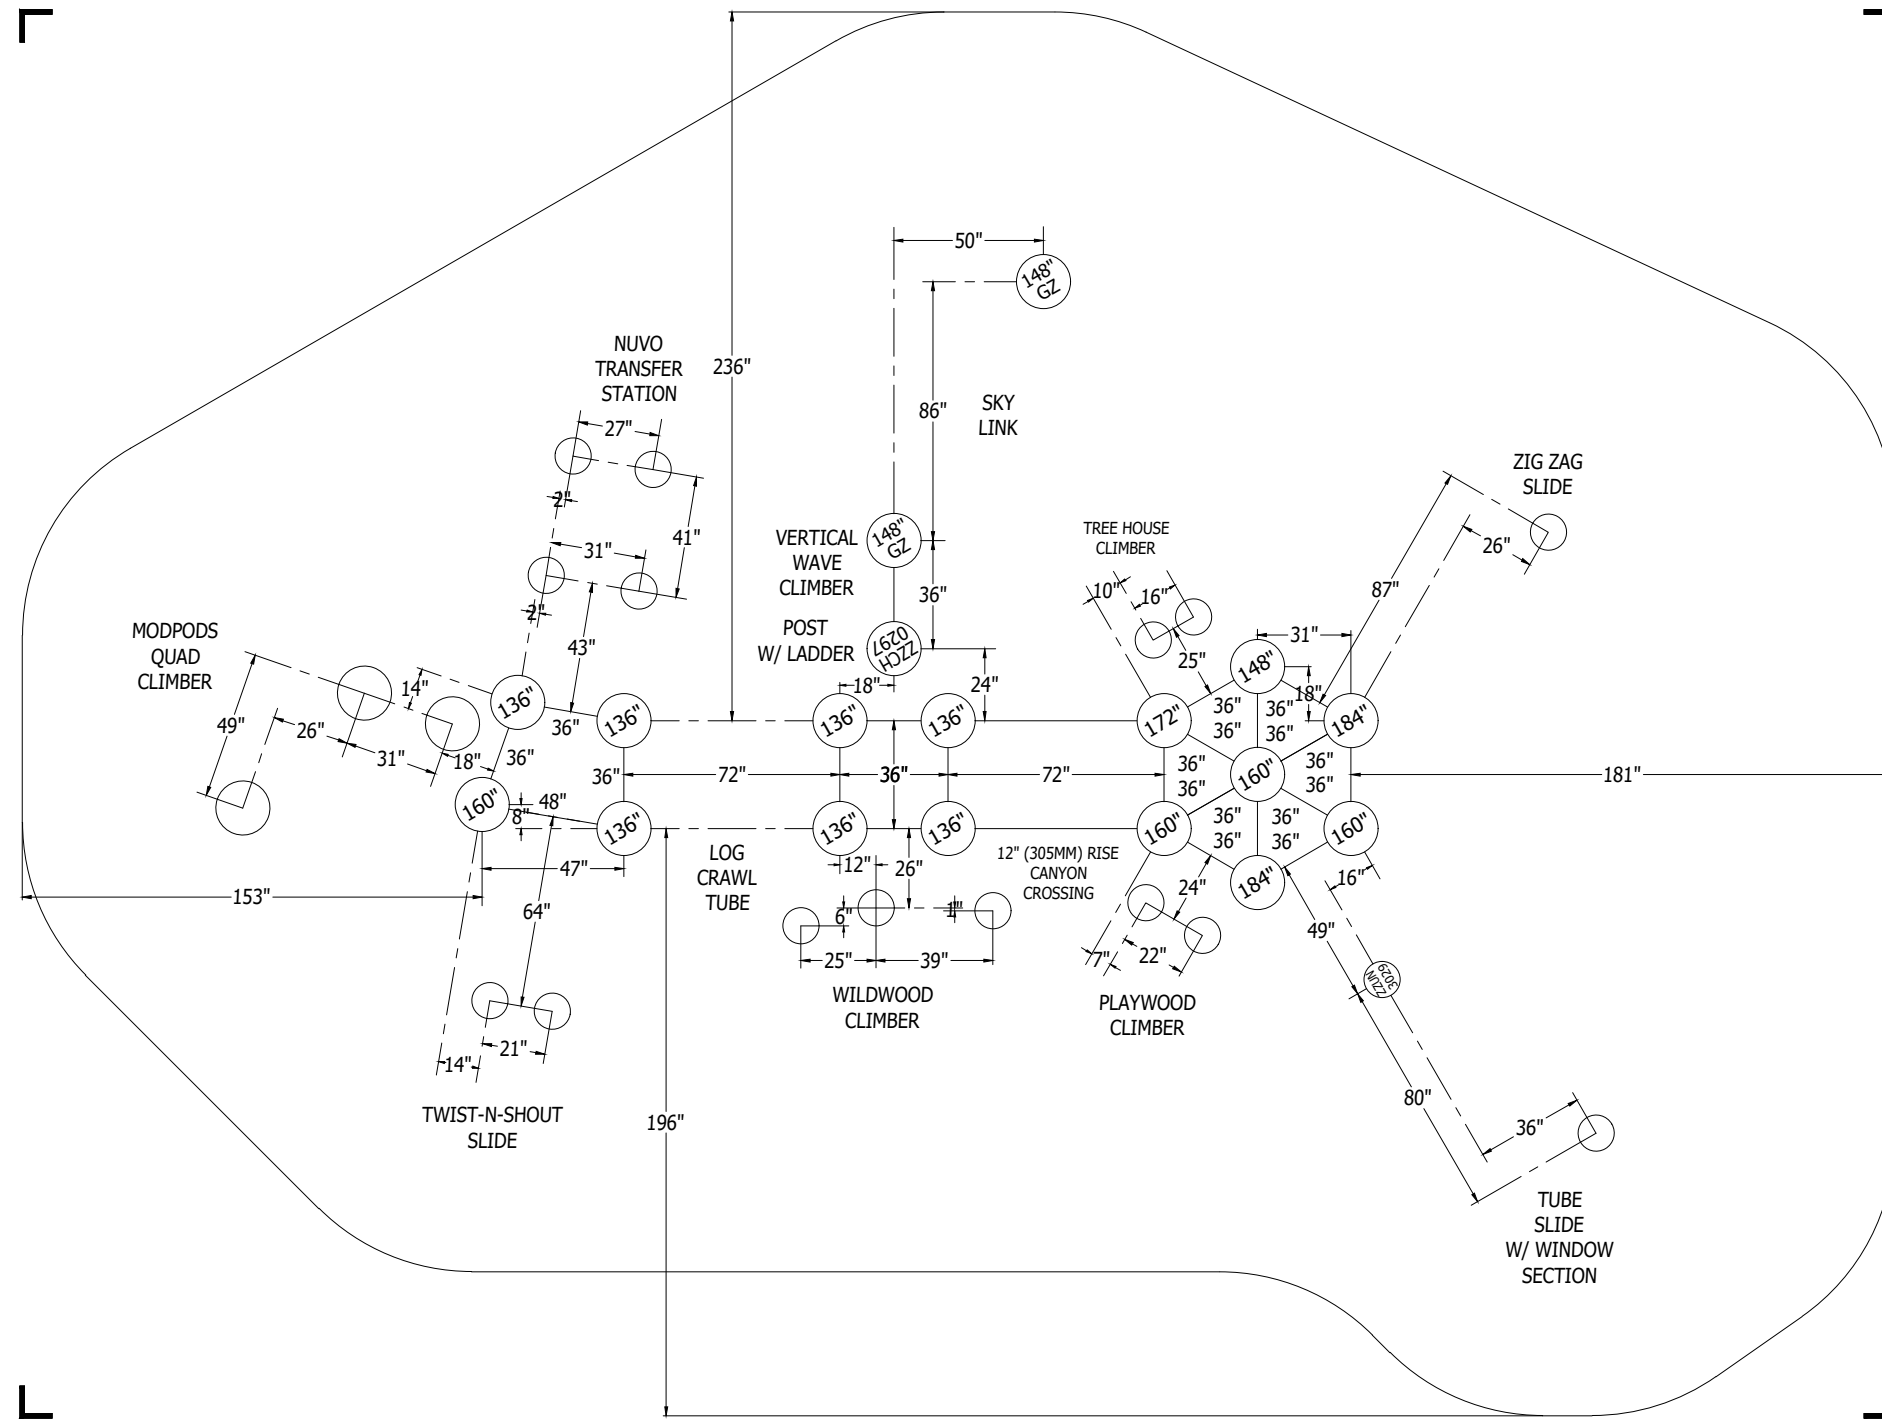 50"
148"
GZ
236"
86"
SKY
LINK
NUVO
TRANSFER
STATION
27"
2"
41"
31"
2"
43"
VERTICAL
WAVE
CLIMBER
148"
GZ
36"
POST
W/ LADDER
ZZCH
0297
18"
24"
ZIG ZAG
SLIDE
26"
87"
TREE HOUSE
CLIMBER
10"
16"
25"
MODPODS
QUAD
CLIMBER
49"
26"
31"
14"
18"
36"
136"
36"
136"
36"
160"
48"
8"
136"
47"
153"
72"
136"
136"
36"
136"
136"
72"
172"
148"
31"
18"
184"
36"
36"
36"
36"
36"
36"
160"
36"
36"
36"
36"
36"
36"
160"
160"
184"
181"
LOG
CRAWL
TUBE
12"
26"
6"
1"
25"
39"
WILDWOOD
CLIMBER
12" (305MM) RISE
CANYON
CROSSING
24"
7"
22"
PLAYWOOD
CLIMBER
16"
49"
ZZUN
3029
80"
36"
TUBE
SLIDE
W/ WINDOW
SECTION
64"
21"
14"
TWIST-N-SHOUT
SLIDE
196"